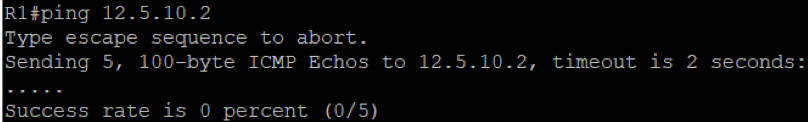 R1#ping 12.5.10.2
Type escape sequence to abort.
Sending 5, 100-byte ICMP Echos to 12.5.10.2, timeout is 2 seconds:
.....
Success rate is 0 percent (0/5)